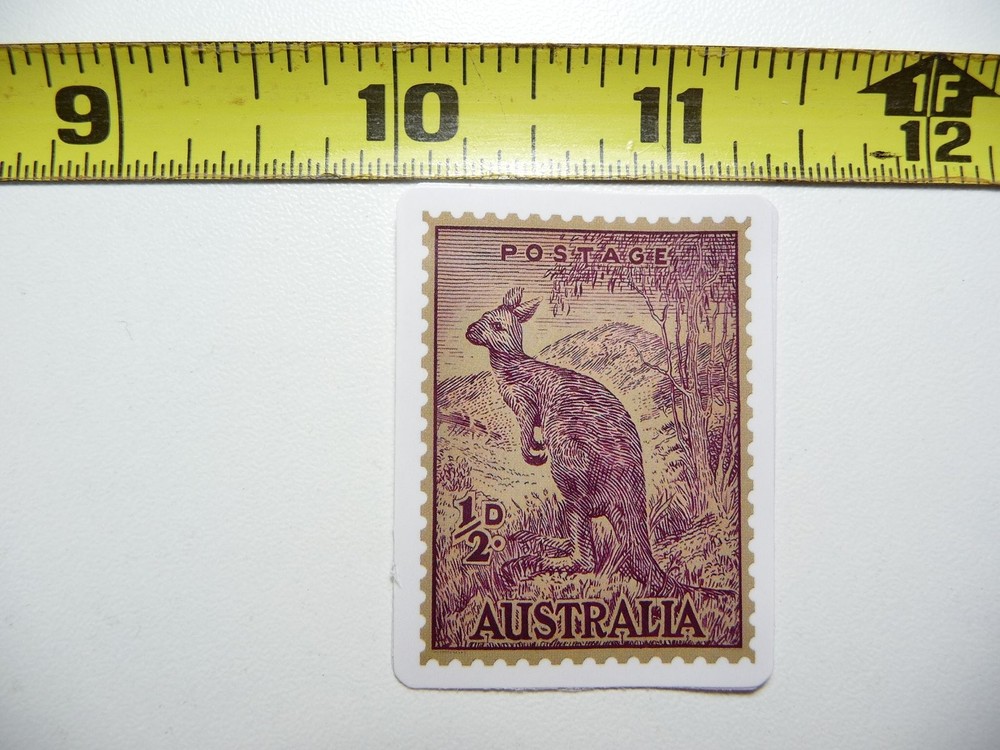 9 10 11 1F
12
POSTAGE
½D
AUSTRALIA